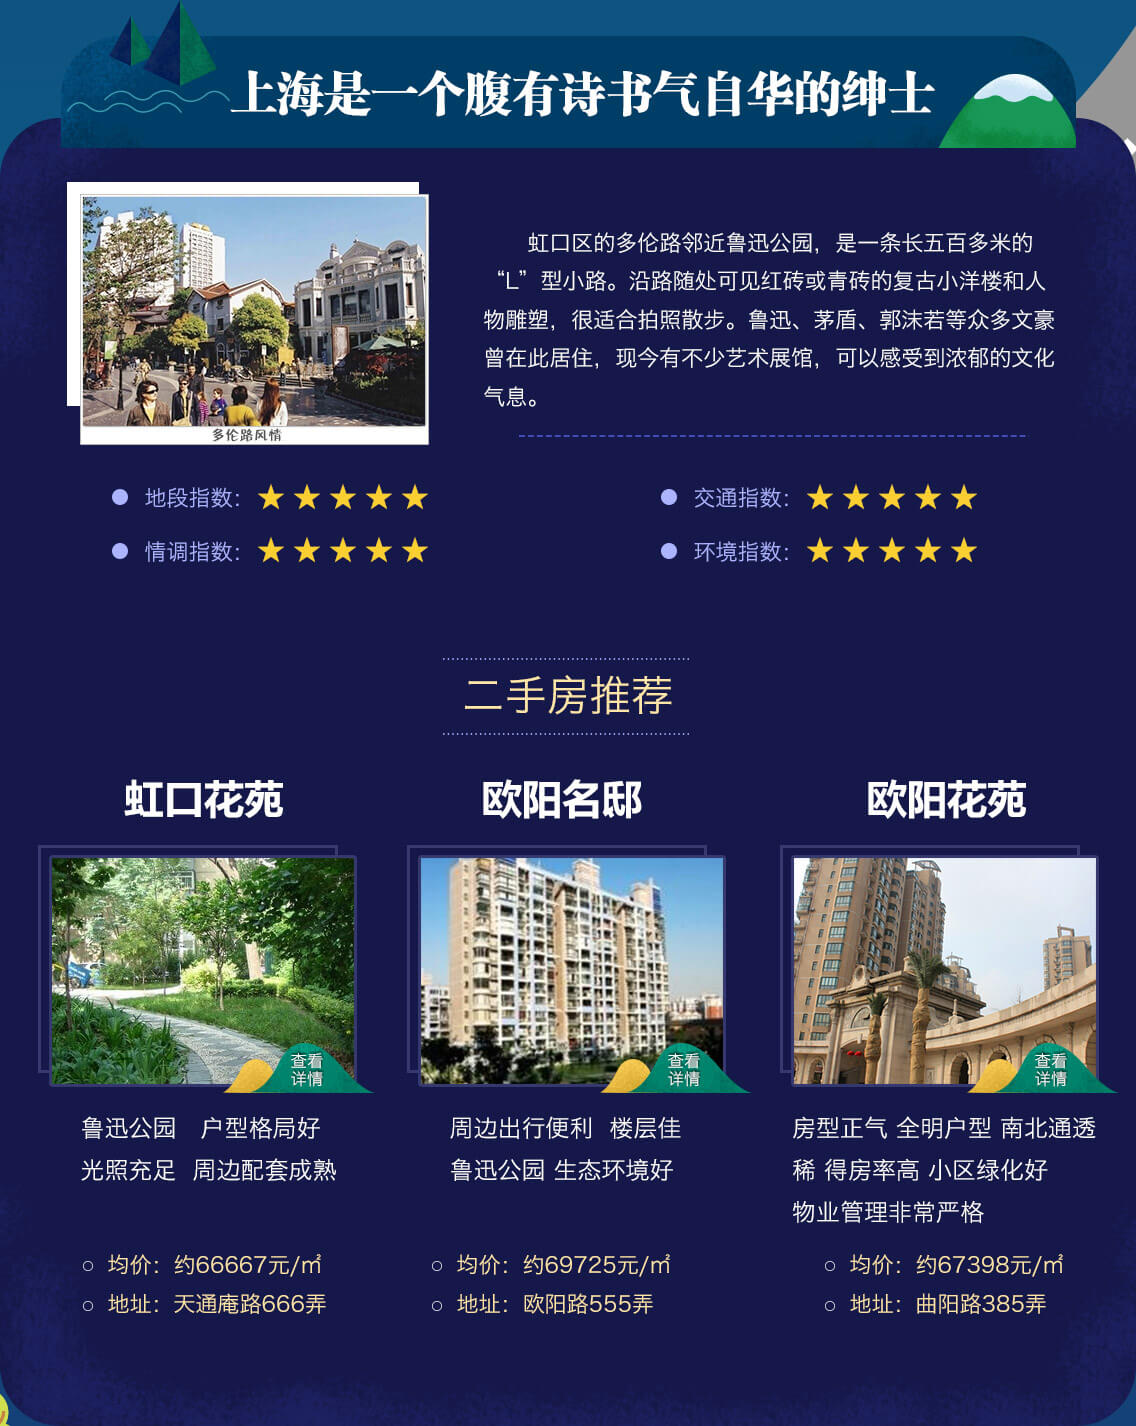 上海是一个腹有诗书气自华的绅士
虹口区的多伦路邻近鲁迅公园，是一条长五百多米的
“L”型小路。沿路随处可见红砖或青砖的复古小洋楼和人
物雕塑，很适合拍照散步。鲁迅、茅盾、郭沫若等众多文豪
曾在此居住，现今有不少艺术展馆，可以感受到浓郁的文化
气息。
多伦路风情
地段指数：★★★★★
交通指数：★★★★★
情调指数：★★★★★
环境指数：★★★★★
二手房推荐
虹口花苑
查看
详情
鲁迅公园 户型格局好
光照充足 周边配套成熟
均价：约66667元/㎡
地址：天通庵路666弄
欧阳名邸
查看
详情
周边出行便利 楼层佳
鲁迅公园 生态环境好
均价：约69725元/㎡
地址：欧阳路555弄
欧阳花苑
查看
详情
房型正气 全明户型 南北通透
稀 得房率高 小区绿化好
物业管理非常严格
均价：约67398元/㎡
地址：曲阳路385弄